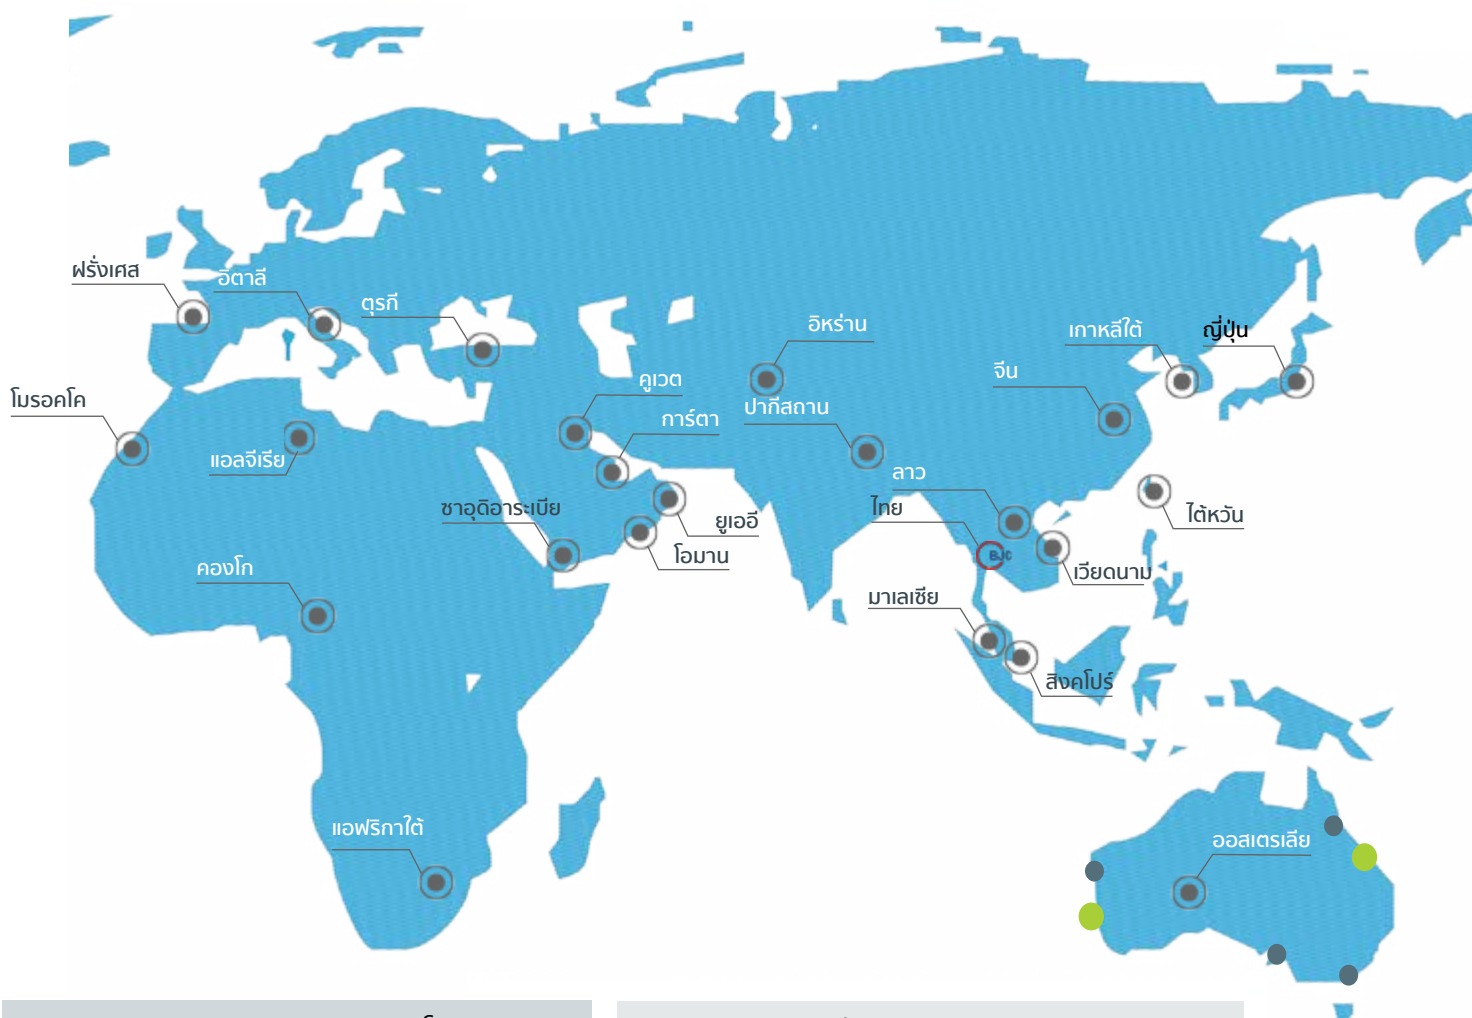 ฝรั่งเศส
อิตาลี
ตุรกี
อิหร่าน
เกาหลีใต้
ญี่ปุ่น
จีน
คูเวต
โมรอคโค
ปากีสถาน
การ์ตา
แอลจีเรีย
ลาว
ซาอุดิอาระเบีย
ไทย
ยูเออี
ไต้หวัน
โอมาน
BJC
คองโก
เวียดนาม
มาเลเซีย
สิงคโปร์
แอฟริกาใต้
ออสเตรเลีย